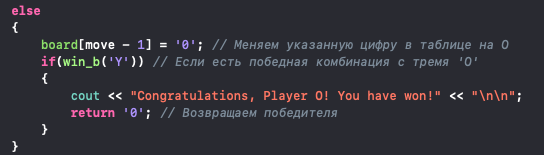 else
{
board[move - 1] = '0'; // Меняем указанную цифру в таблице на O
if(win_b('Y')) // Если есть победная комбинация с тремя 'O'
{
cout << "Congratulations, Player O! You have won!" << "\n\n";
return '0'; // Возвращаем победителя
}
}